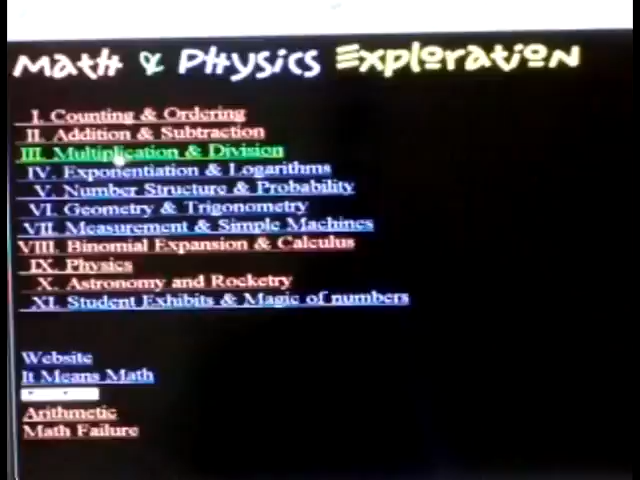 Math & Physics Exploration
I. Counting & Ordering
II. Addition & Subtraction
III. Multiplication & Division
IV. Exponentiation & Logarithms
V. Number Structure & Probability
VI. Geometry & Trigonometry
VII. Measurement & Simple Machines
VIII. Binomial Expansion & Calculus
IX. Physics
X. Astronomy and Rocketry
XI. Student Exhibits & Magic of numbers
Website
It Means Math
Arithmetic
Math Failure